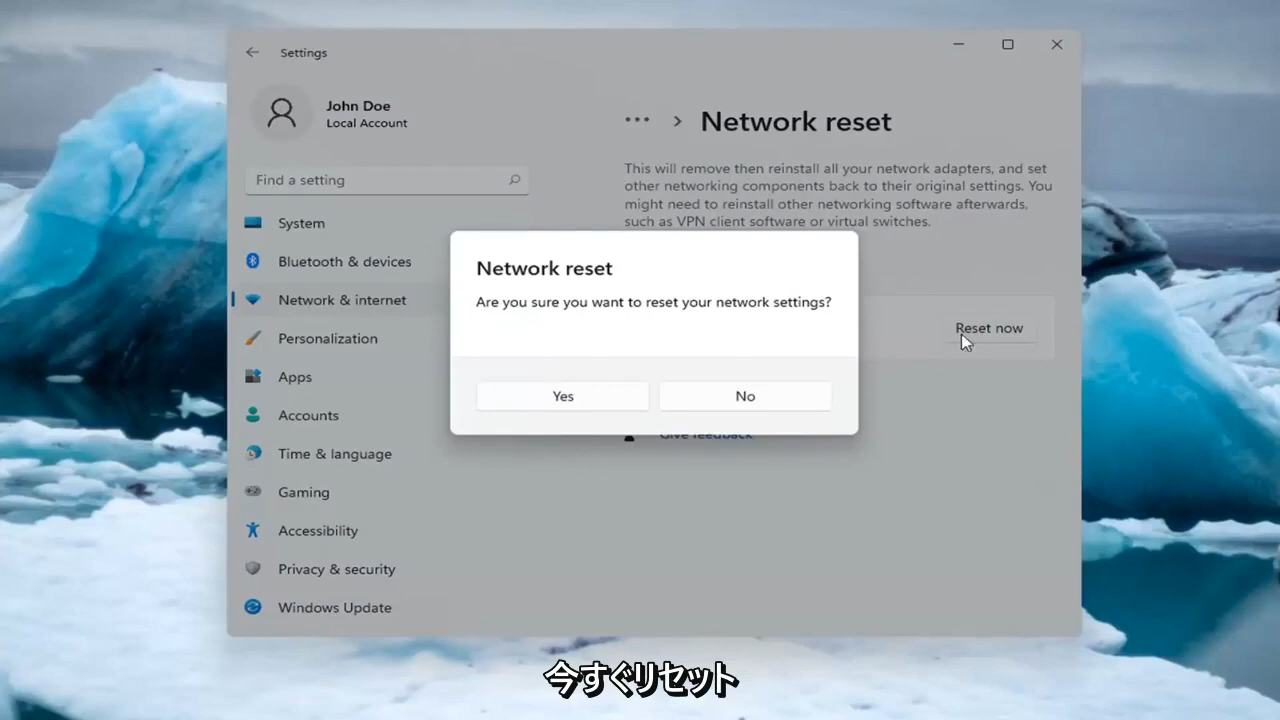 Settings
John Doe
Local Account
Find a setting
System
Bluetooth & devices
Network & internet
Personalization
Apps
Accounts
Time & language
Gaming
Accessibility
Privacy & security
Windows Update
... > Network reset
This will remove then reinstall all your network adapters, and set
other networking components back to their original settings. You
might need to reinstall other networking software afterwards,
such as VPN client software or virtual switches.
Reset now
Give feedback
Network reset
Are you sure you want to reset your network settings?
Yes
No
今すぐリセット